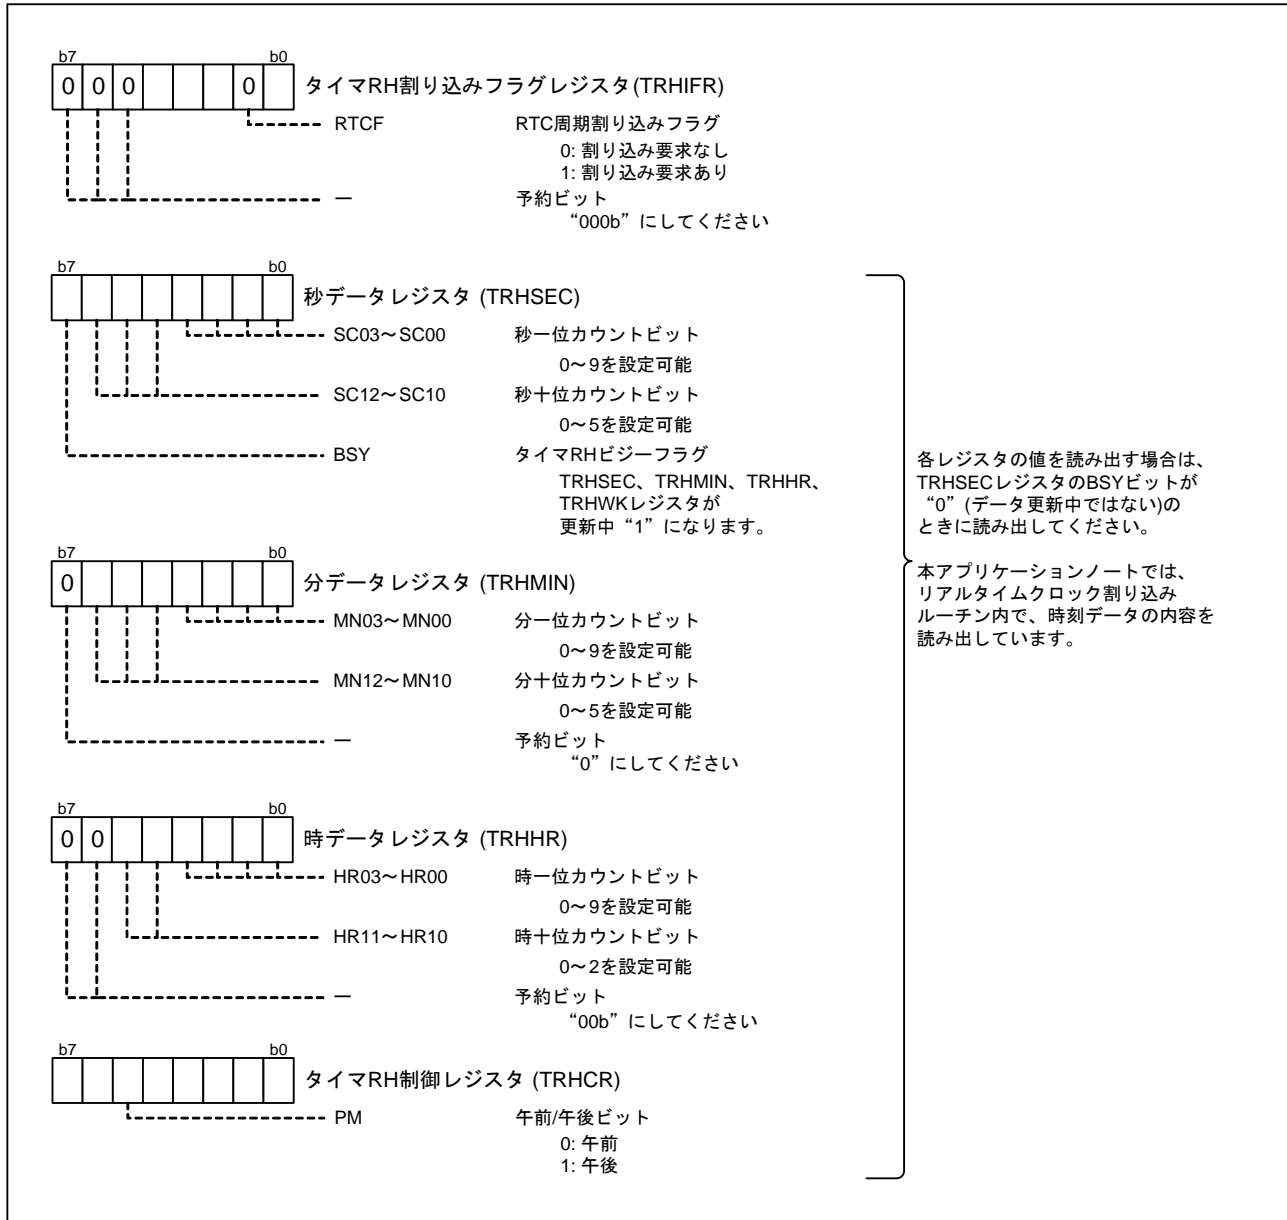 b7 b0
0 0 0 0 タイマRH割り込みフラグレジスタ(TRHIFR)
RTCF RTC周期割り込みフラグ
0: 割り込み要求なし
1: 割り込み要求あり
— 予約ビット
“000b”にしてください
b7 b0
秒データレジスタ (TRHSEC)
SC03～SC00 秒一位カウントビット
0～9を設定可能
SC12～SC10 秒十位カウントビット
0～5を設定可能
BSY タイマRHビジーフラグ
TRHSEC、TRHMIN、TRHHR、
TRHWKレジスタが
更新中“1”になります。
b7 b0
0 分データレジスタ (TRHMIN)
MN03～MN00 分一位カウントビット
0～9を設定可能
MN12～MN10 分十位カウントビット
0～5を設定可能
— 予約ビット
“0”にしてください
b7 b0
0 0 時データレジスタ (TRHHR)
HR03～HR00 時一位カウントビット
0～9を設定可能
HR11～HR10 時十位カウントビット
0～2を設定可能
— 予約ビット
“00b”にしてください
b7 b0
タイマRH制御レジスタ (TRHCR)
PM 午前/午後ビット
0: 午前
1: 午後
各レジスタの値を読み出す場合は、
TRHSECレジスタのBSYビットが
“0”(データ更新中ではない)の
ときに読み出してください。
本アプリケーションノートでは、
リアルタイムクロック割り込み
ルーチン内で、時刻データの内容を
読み出しています。